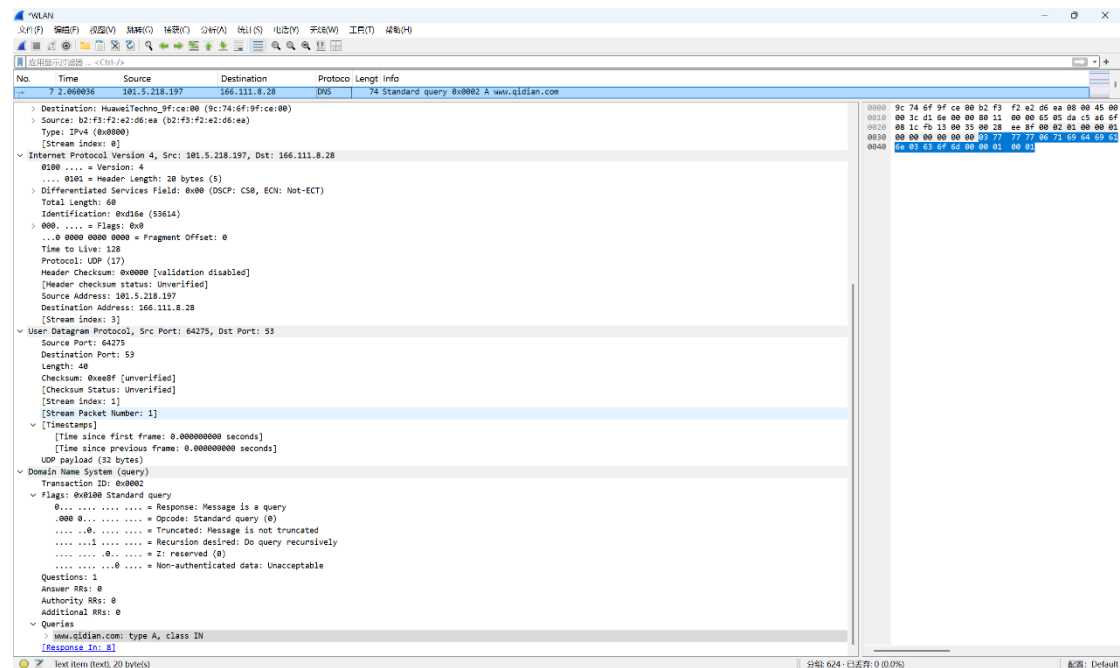 *WLAN
文件(F) 编辑(F) 视图(V) 跳转(G) 捕获(C) 分析(A) 统计(S) 电话(Y) 无线(W) 工具(T) 帮助(H)
应用显示过滤器 … <Ctrl-/>
No. Time Source Destination Protoco Lengt Info
7 2.060036 101.5.218.197 166.111.8.28 DNS 74 Standard query 0x0002 A www.qidian.com
Destination: HuaweiTechno_9f:ce:00 (9c:74:6f:9f:ce:00)
Source: b2:f3:f2:e2:d6:ea (b2:f3:f2:e2:d6:ea)
Type: IPv4 (0x0800)
[Stream index: 0]
Internet Protocol Version 4, Src: 101.5.218.197, Dst: 166.111.8.28
0100 .... = Version: 4
.... 0101 = Header Length: 20 bytes (5)
Differentiated Services Field: 0x00 (DSCP: CS0, ECN: Not-ECT)
Total Length: 60
Identification: 0xd16e (53614)
000. .... = Flags: 0x0
...0 0000 0000 0000 = Fragment Offset: 0
Time to Live: 128
Protocol: UDP (17)
Header Checksum: 0x0000 [validation disabled]
[Header checksum status: Unverified]
Source Address: 101.5.218.197
Destination Address: 166.111.8.28
[Stream index: 3]
User Datagram Protocol, Src Port: 64275, Dst Port: 53
Source Port: 64275
Destination Port: 53
Length: 40
Checksum: 0xee8f [unverified]
[Checksum Status: Unverified]
[Stream index: 1]
[Stream Packet Number: 1]
[Timestamps]
[Time since first frame: 0.000000000 seconds]
[Time since previous frame: 0.000000000 seconds]
UDP payload (32 bytes)
Domain Name System (query)
Transaction ID: 0x0002
Flags: 0x0100 Standard query
0... .... .... .... = Response: Message is a query
.000 0... .... .... = Opcode: Standard query (0)
.... ..0. .... .... = Truncated: Message is not truncated
.... ...1 .... .... = Recursion desired: Do query recursively
.... .... .0.. .... = Z: reserved (0)
.... .... ...0 .... = Non-authenticated data: Unacceptable
Questions: 1
Answer RRs: 0
Authority RRs: 0
Additional RRs: 0
Queries
www.qidian.com: type A, class IN
[Response In: 8]
0000 9c 74 6f 9f ce 00 b2 f3 f2 e2 d6 ea 08 00 45 00
0010 00 3c d1 6e 00 00 80 11 00 00 65 05 da c5 a6 6f
0020 08 1c fb 13 00 35 00 28 ee 8f 00 02 01 00 00 01
0030 00 00 00 00 00 00 03 77 77 77 06 71 69 64 69 61
0040 6e 03 63 6f 6d 00 00 01 00 01
Text item (text), 20 byte(s)
分组: 624 · 已丢弃: 0 (0.0%)
配置: Default